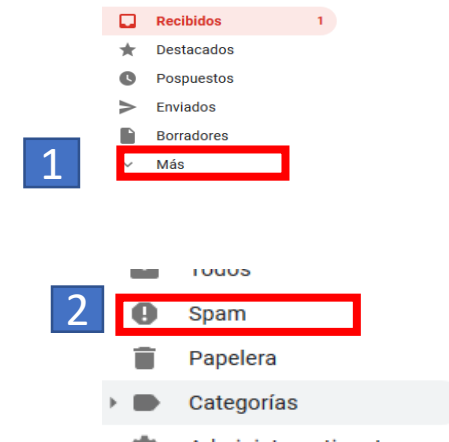 Recibidos 1
Destacados
Pospuestos
Enviados
Borradores
1
Más
Todos
2
Spam
Papelera
Categorías